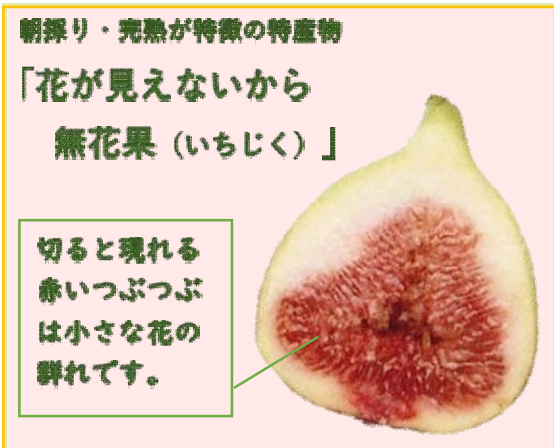 朝採り・完熟が特徴の特産物
「花が見えないから
無花果（いちじく）」
切ると現れる
赤いつぶつぶ
は小さな花の
群れです。